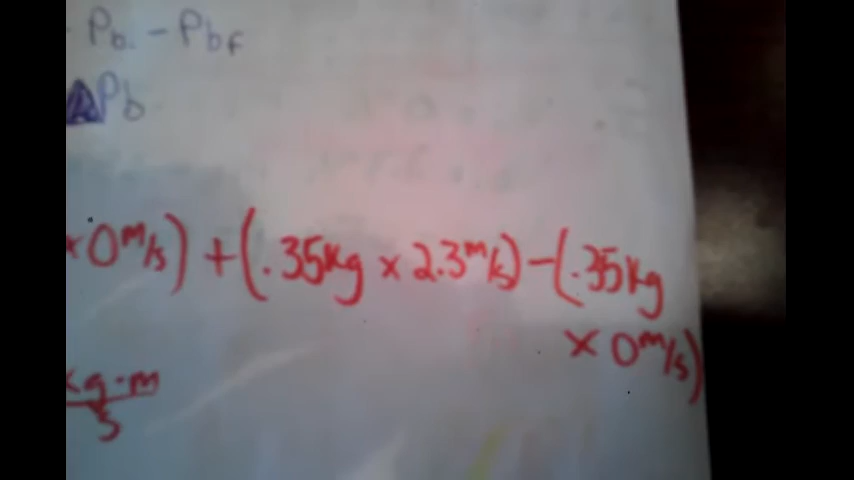 Pb. - Pbf
ΔPb
×0m/s) + (.35Kg × 2.3m/s) - (.35Kg
× 0m/s)
kg·m
s